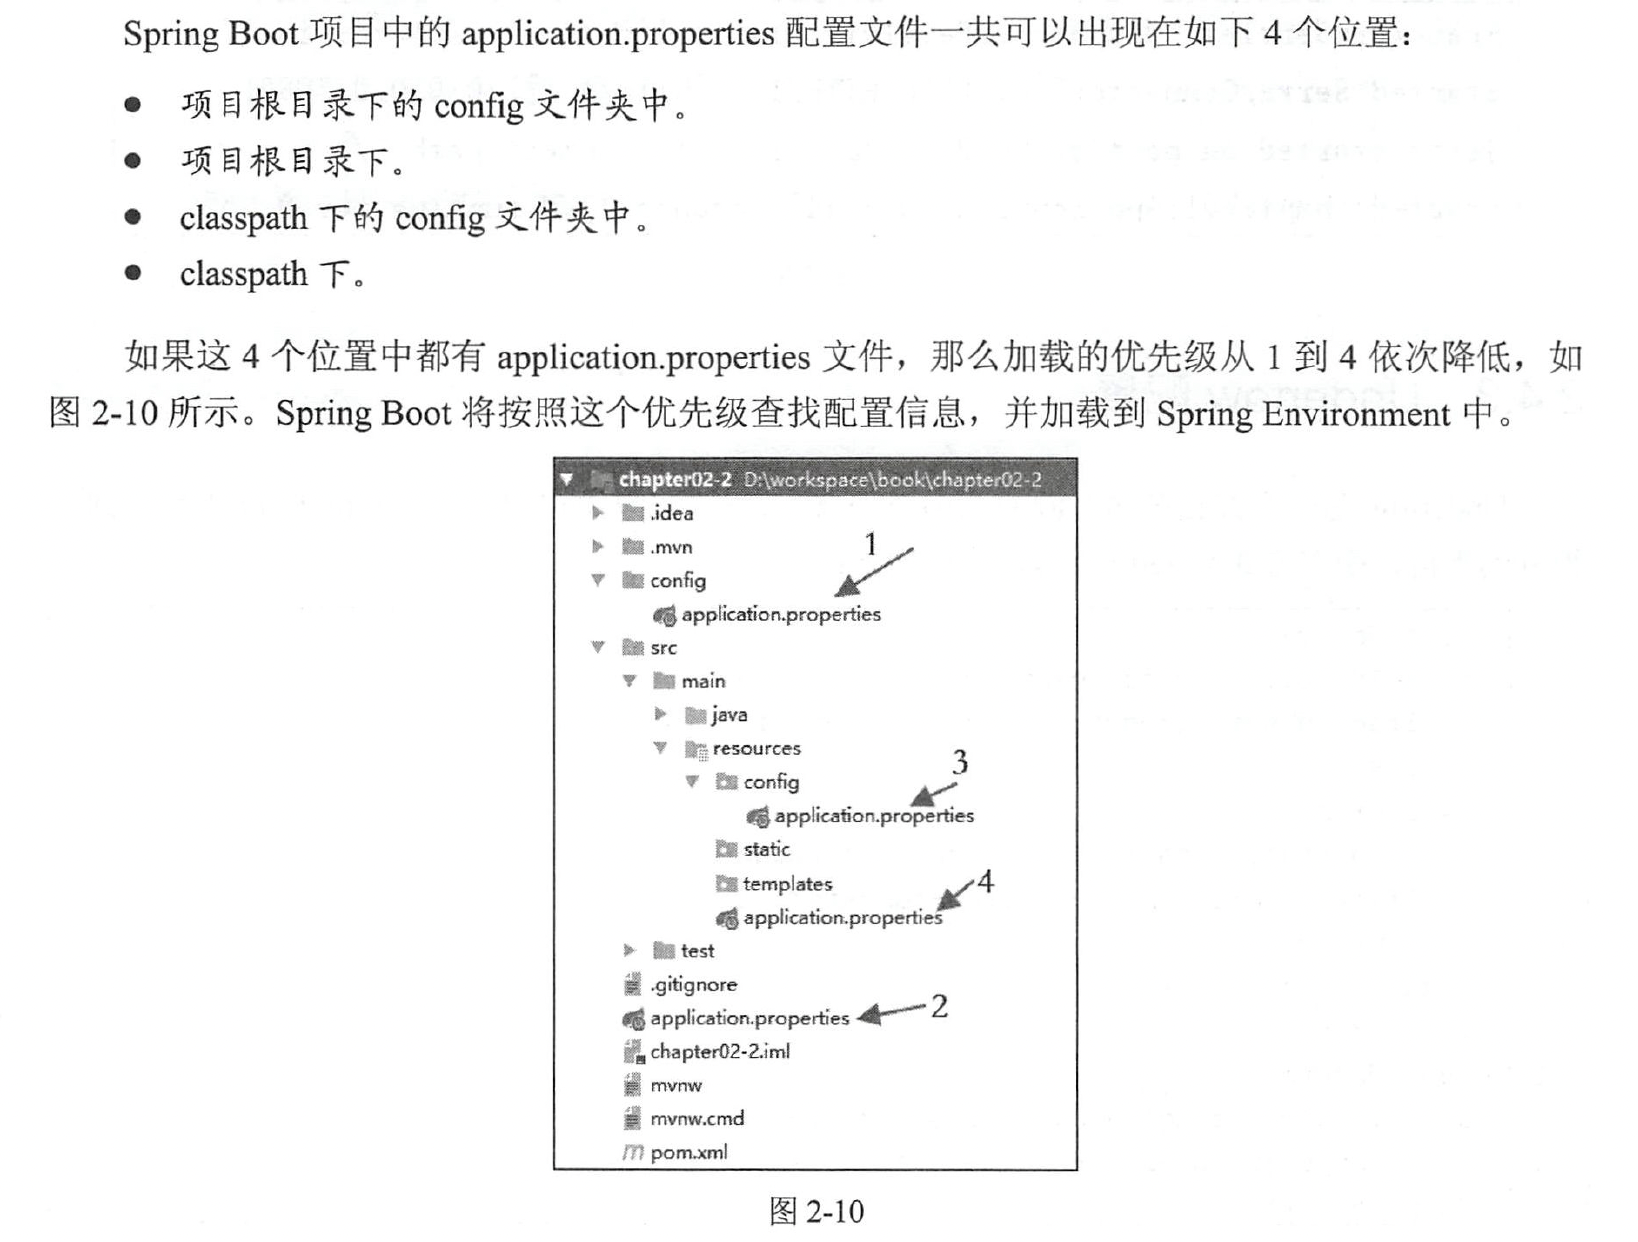 Spring Boot 项目中的 application.properties 配置文件一共可以出现在如下 4 个位置：
● 项目根目录下的 config 文件夹中。
● 项目根目录下。
● classpath 下的 config 文件夹中。
● classpath 下。
如果这 4 个位置中都有 application.properties 文件，那么加载的优先级从 1 到 4 依次降低，如
图 2-10 所示。Spring Boot 将按照这个优先级查找配置信息，并加载到 Spring Environment 中。
chapter02-2 D:\workspace\book\chapter02-2
.idea
.mvn
1
config
application.properties
src
main
java
resources
3
config
application.properties
static
templates
4
application.properties
test
.gitignore
application.properties
2
chapter02-2.iml
mvnw
mvnw.cmd
m pom.xml
图 2-10